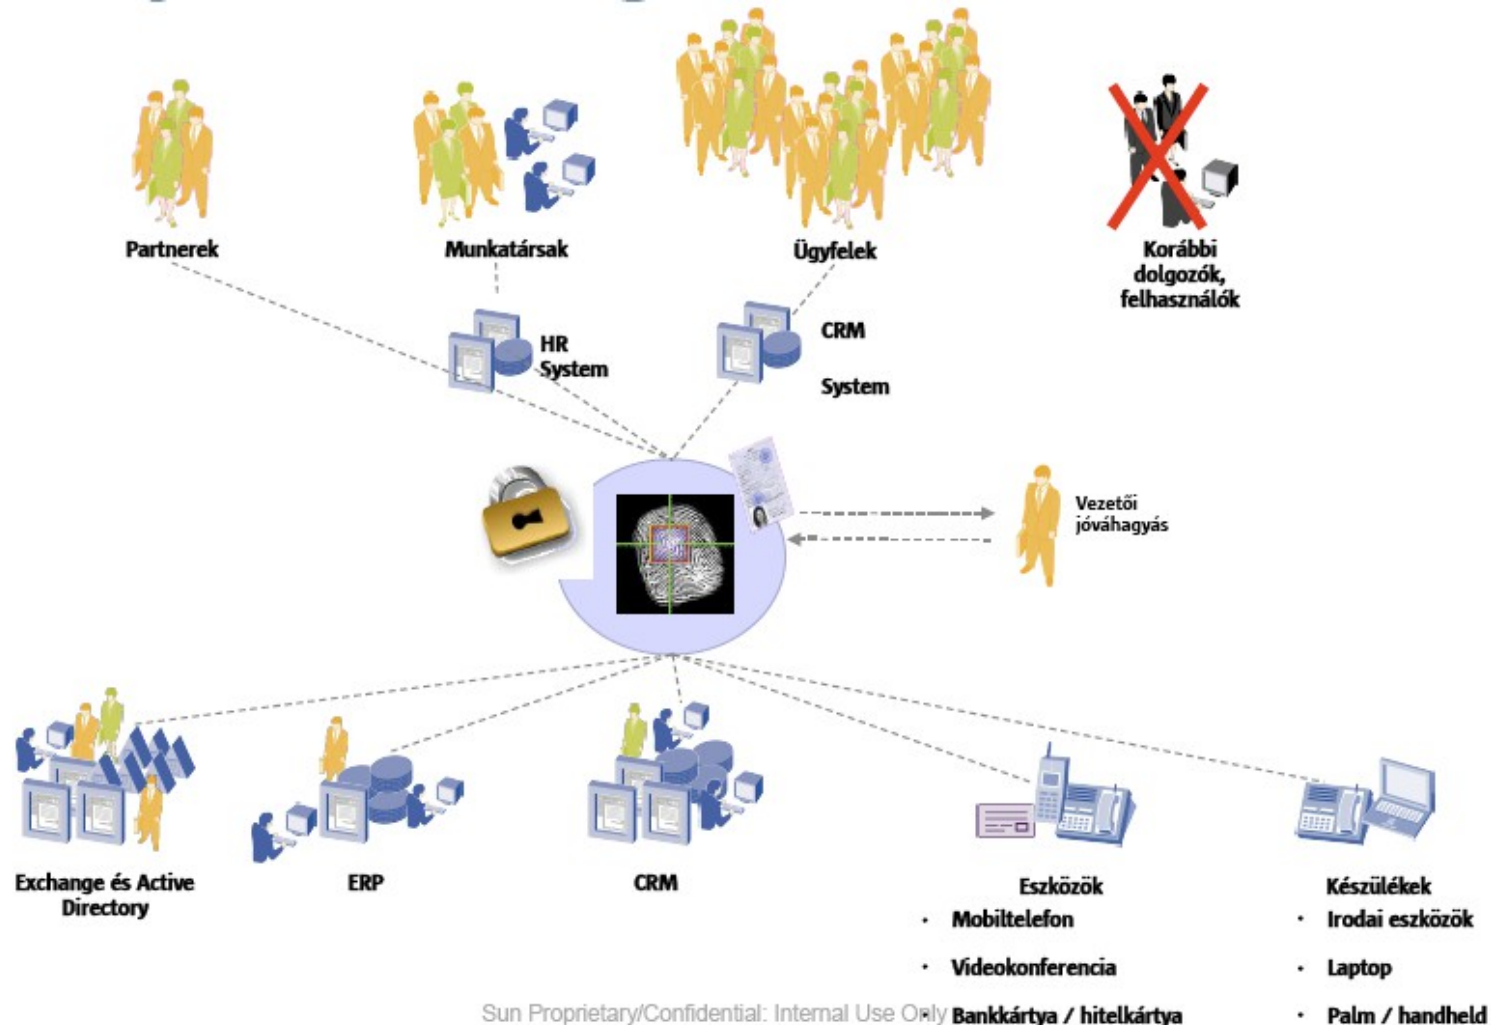 Partnerek
Munkatársak
Ügyfelek
Korábbi
dolgozók,
felhasználók
HR
System
CRM
System
Vezetői
jóváhagyás
Exchange és Active
Directory
ERP
CRM
Eszközök
• Mobiltelefon
• Videokonferencia
• Bankkártya / hitelkártya
Készülékek
• Irodai eszközök
• Laptop
• Palm / handheld
Sun Proprietary/Confidential: Internal Use Only